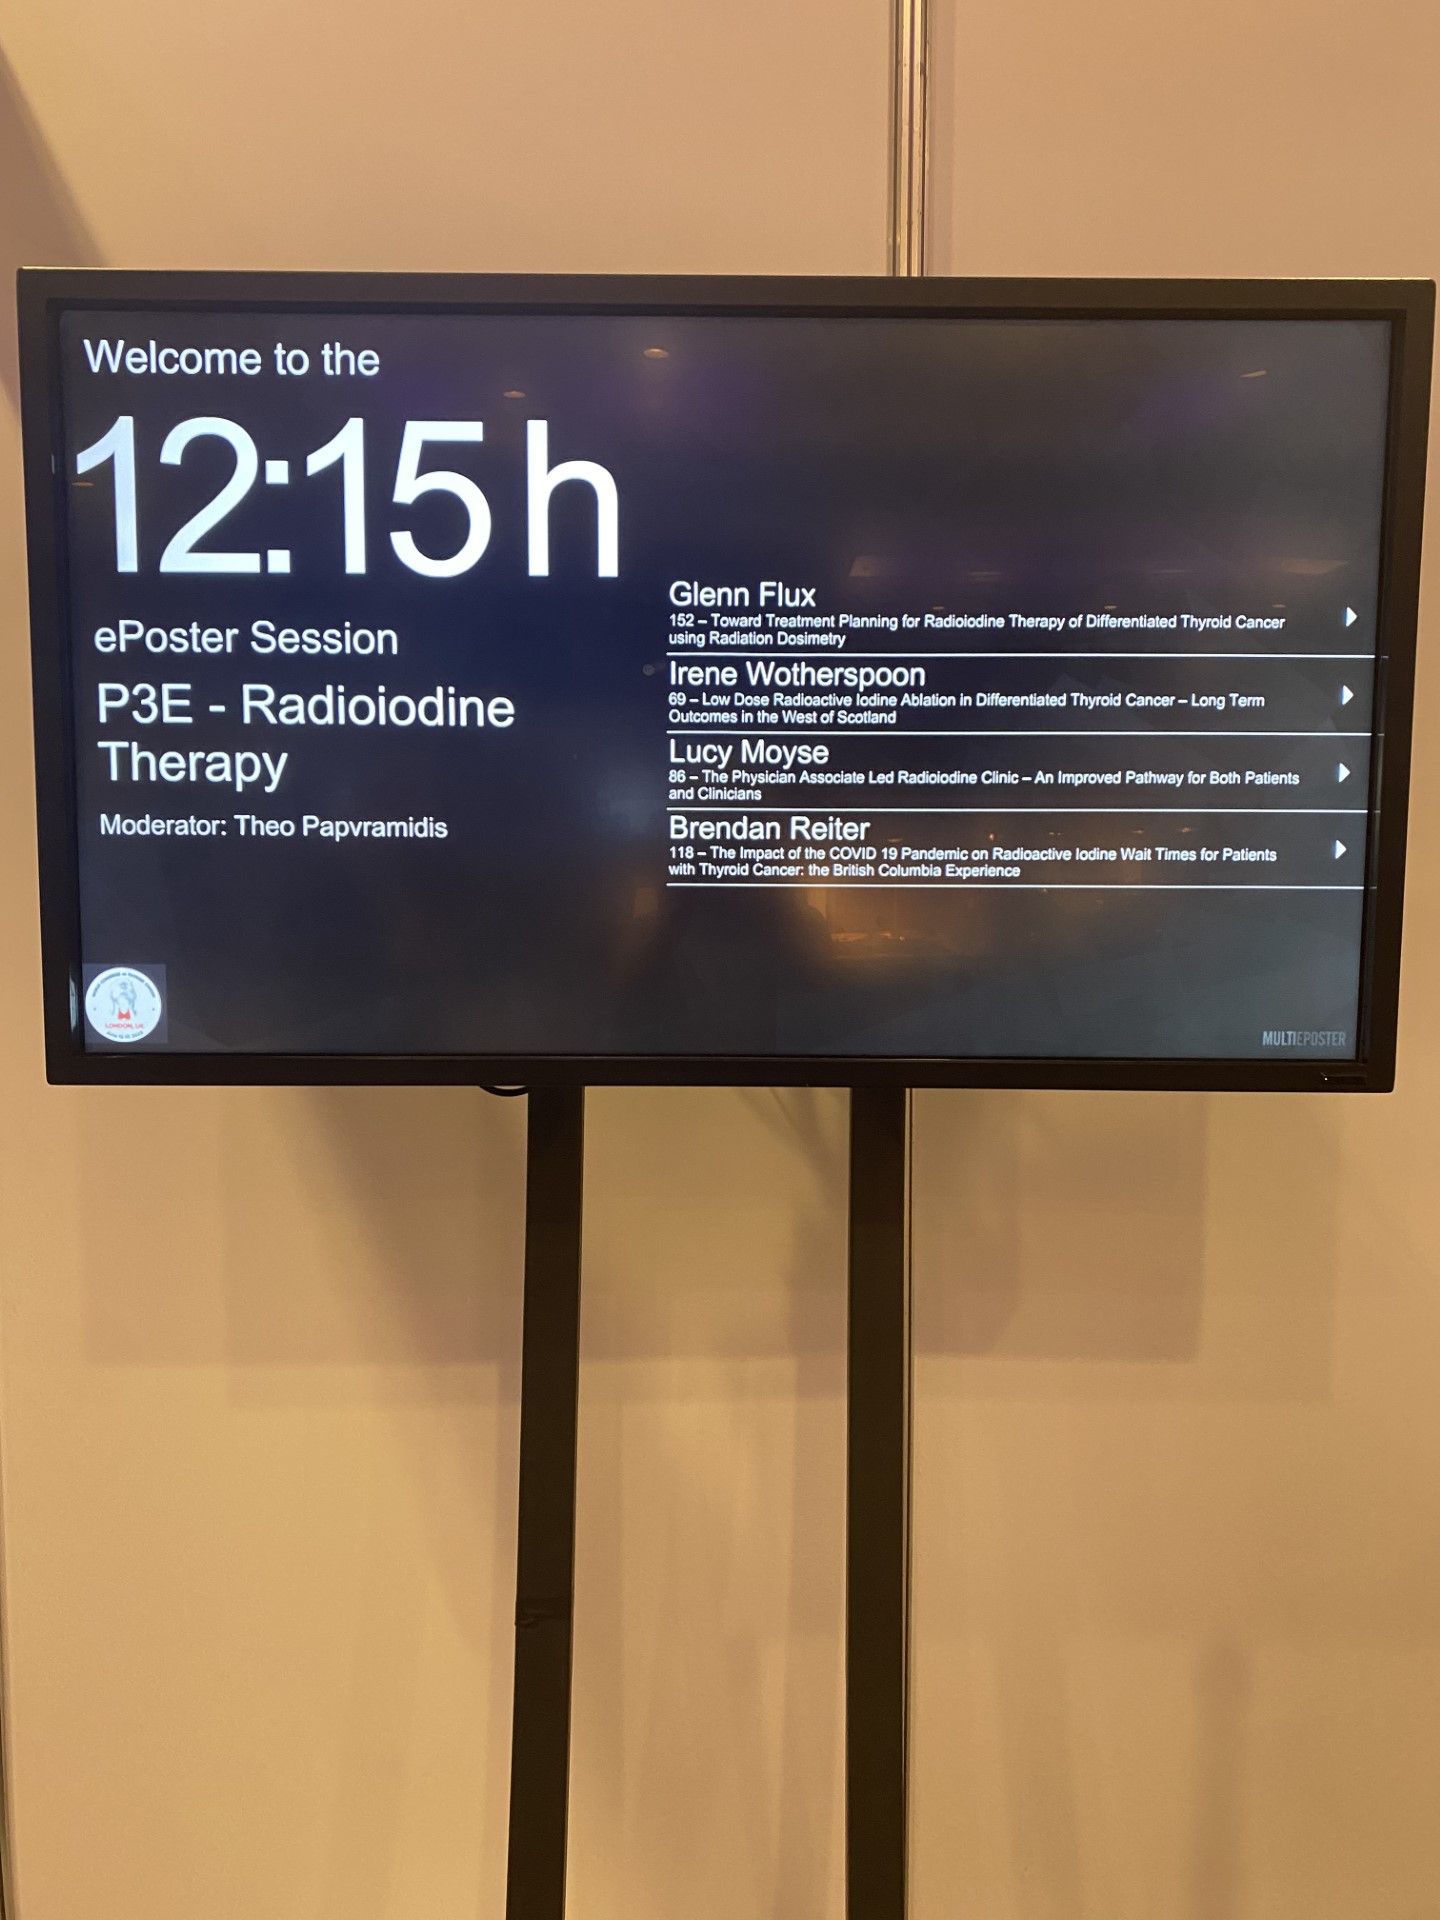 Welcome to the
12:15 h
ePoster Session
P3E - Radioiodine
Therapy
Moderator: Theo Papvramidis
Glenn Flux
152 – Toward Treatment Planning for Radioiodine Therapy of Differentiated Thyroid Cancer
using Radiation Dosimetry
Irene Wotherspoon
69 – Low Dose Radioactive Iodine Ablation in Differentiated Thyroid Cancer – Long Term
Outcomes in the West of Scotland
Lucy Moyse
86 – The Physician Associate Led Radioiodine Clinic – An Improved Pathway for Both Patients
and Clinicians
Brendan Reiter
118 – The Impact of the COVID 19 Pandemic on Radioactive Iodine Wait Times for Patients
with Thyroid Cancer: the British Columbia Experience
LONDON, UK
MULTIEPOSTER